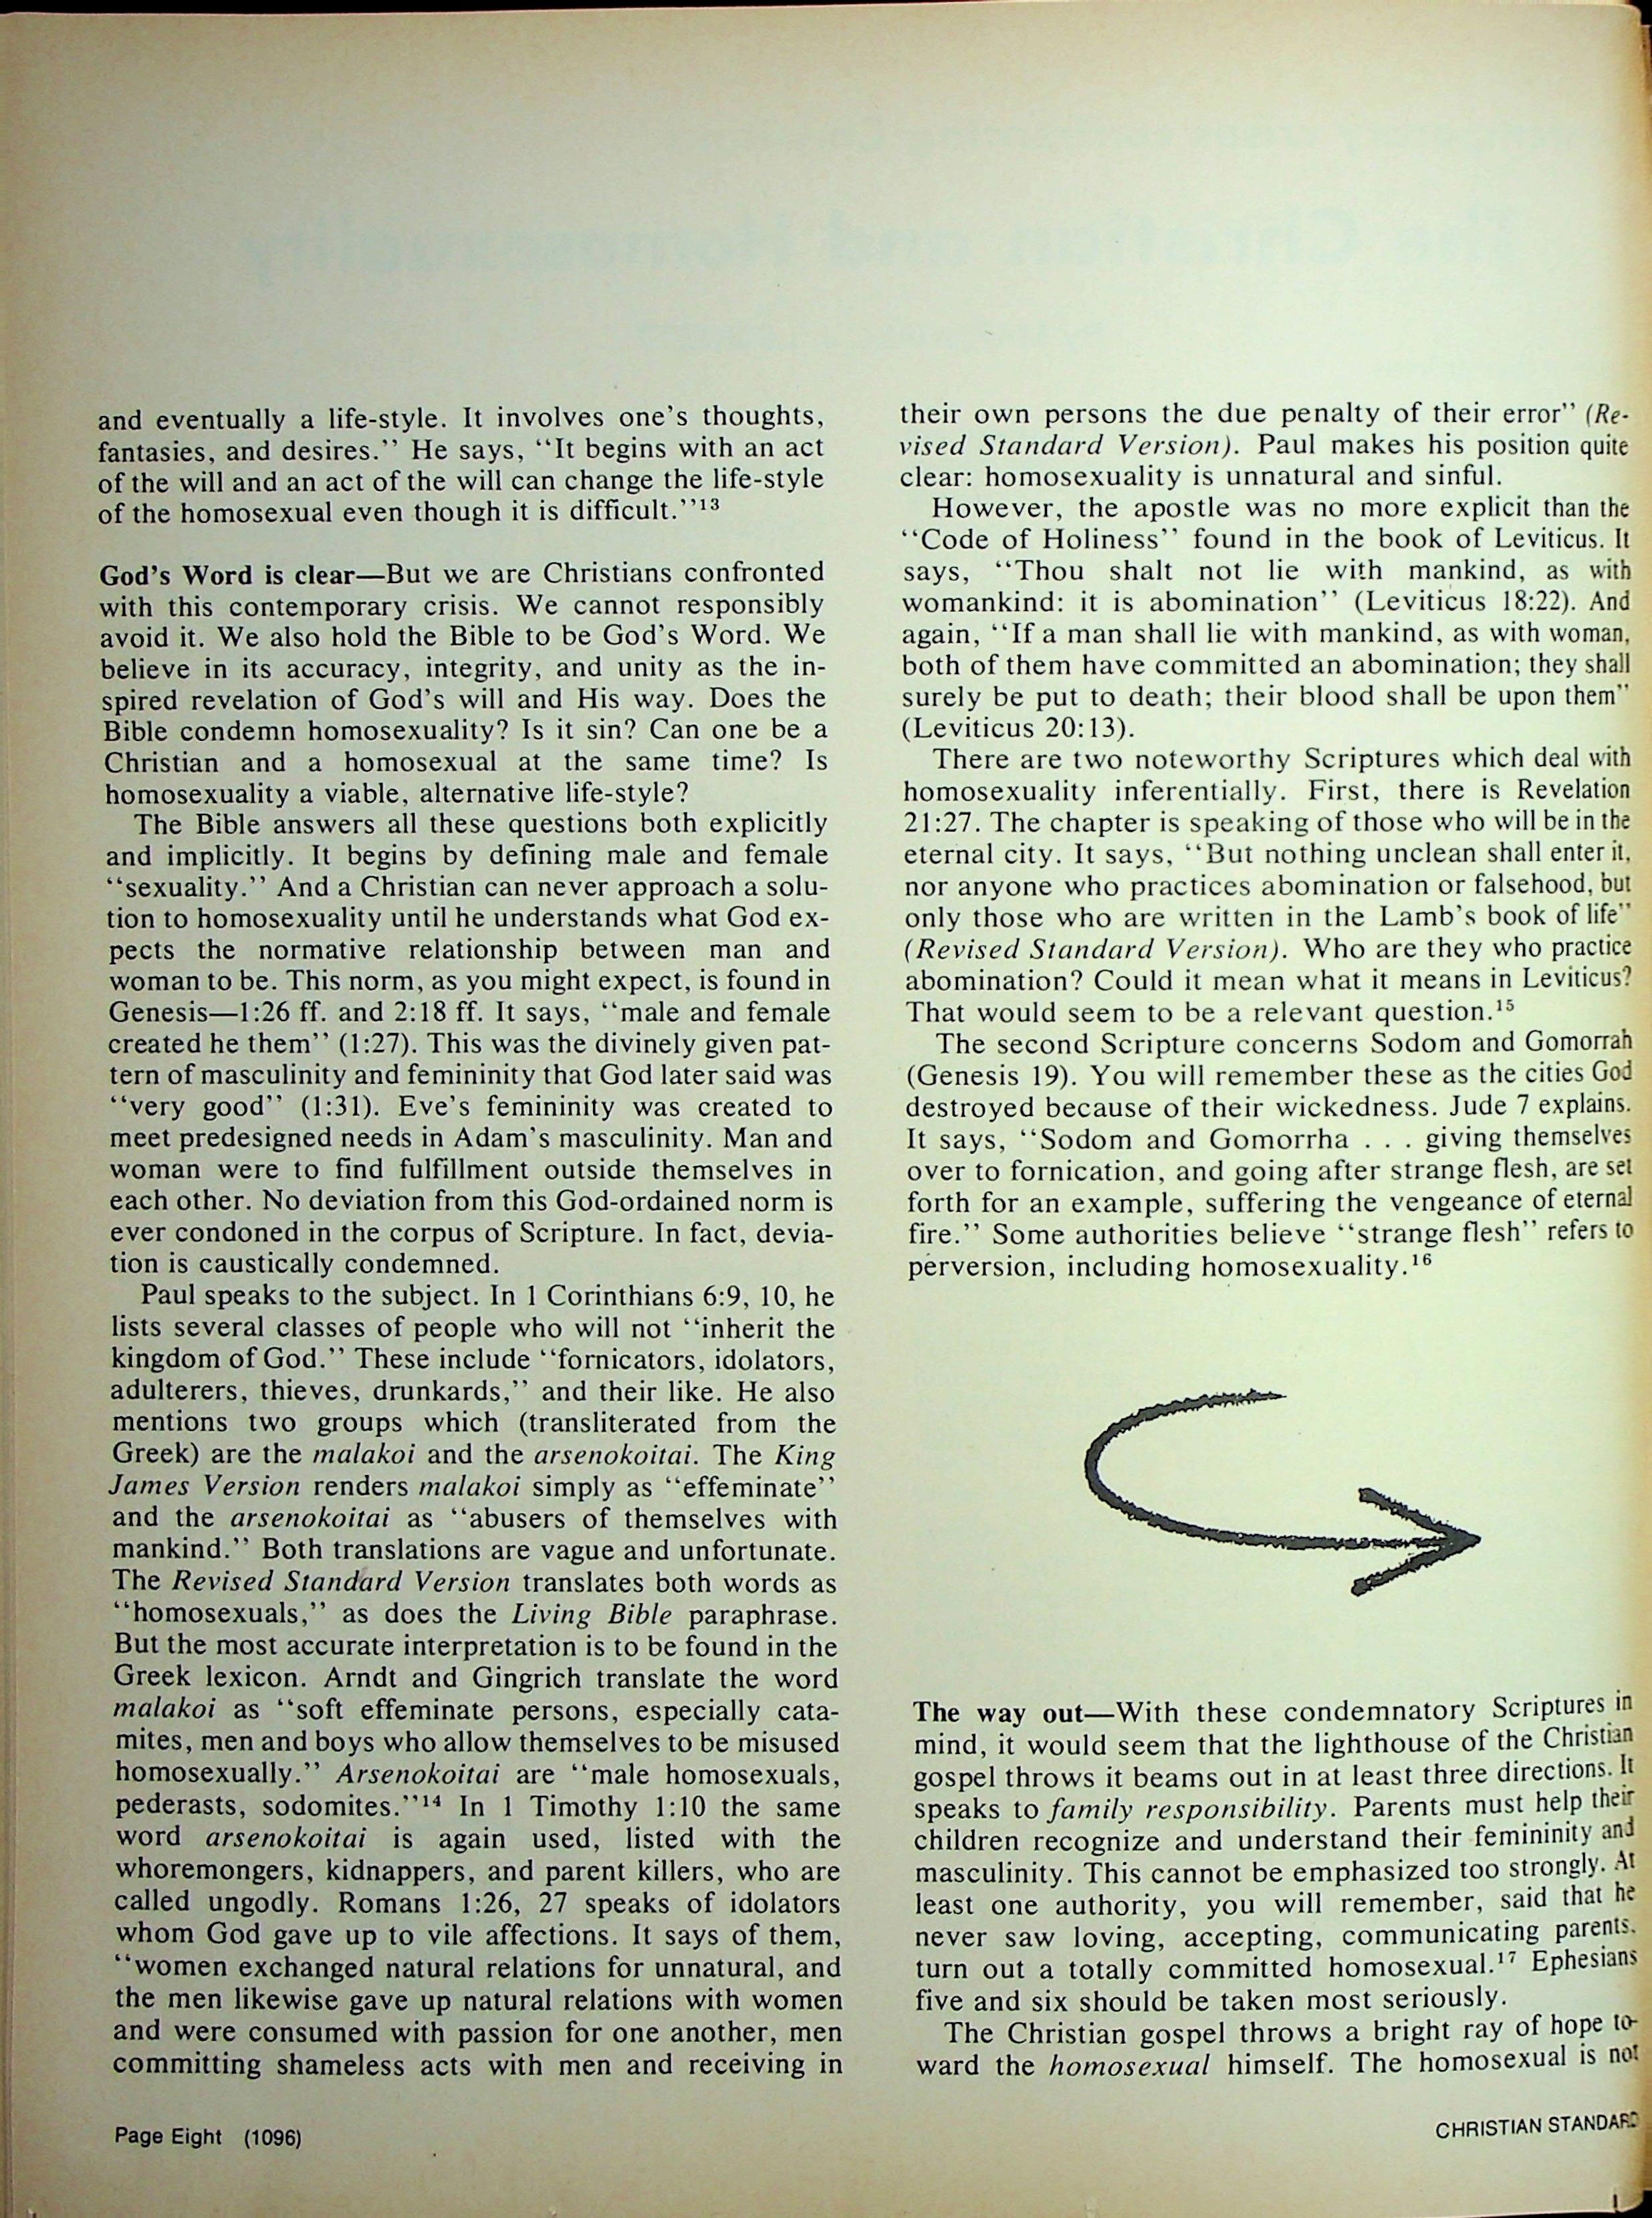 and eventually a life-style. It involves one's thoughts,
fantasies, and desires.'' He says, ‘‘It begins with an act
of the will and an act of the will can change the life-style
of the homosexual even though it is difficult.''13
God's Word is clear—But we are Christians confronted
with this contemporary crisis. We cannot responsibly
avoid it. We also hold the Bible to be God's Word. We
believe in its accuracy, integrity, and unity as the in-
spired revelation of God's will and His way. Does the
Bible condemn homosexuality? Is it sin? Can one be a
Christian and a homosexual at the same time? Is
homosexuality a viable, alternative life-style?
The Bible answers all these questions both explicitly
and implicitly. It begins by defining male and female
‘‘sexuality.'' And a Christian can never approach a solu-
tion to homosexuality until he understands what God ex-
pects the normative relationship between man and
woman to be. This norm, as you might expect, is found in
Genesis—1:26 ff. and 2:18 ff. It says, ‘‘male and female
created he them'' (1:27). This was the divinely given pat-
tern of masculinity and femininity that God later said was
‘‘very good'' (1:31). Eve's femininity was created to
meet predesigned needs in Adam's masculinity. Man and
woman were to find fulfillment outside themselves in
each other. No deviation from this God-ordained norm is
ever condoned in the corpus of Scripture. In fact, devia-
tion is caustically condemned.
Paul speaks to the subject. In 1 Corinthians 6:9, 10, he
lists several classes of people who will not ‘‘inherit the
kingdom of God.'' These include ‘‘fornicators, idolators,
adulterers, thieves, drunkards,'' and their like. He also
mentions two groups which (transliterated from the
Greek) are the malakoi and the arsenokoitai. The King
James Version renders malakoi simply as ‘‘effeminate''
and the arsenokoitai as ‘‘abusers of themselves with
mankind.'' Both translations are vague and unfortunate.
The Revised Standard Version translates both words as
‘‘homosexuals,'' as does the Living Bible paraphrase.
But the most accurate interpretation is to be found in the
Greek lexicon. Arndt and Gingrich translate the word
malakoi as ‘‘soft effeminate persons, especially cata-
mites, men and boys who allow themselves to be misused
homosexually.'' Arsenokoitai are ‘‘male homosexuals,
pederasts, sodomites.''14 In 1 Timothy 1:10 the same
word arsenokoitai is again used, listed with the
whoremongers, kidnappers, and parent killers, who are
called ungodly. Romans 1:26, 27 speaks of idolators
whom God gave up to vile affections. It says of them,
‘‘women exchanged natural relations for unnatural, and
the men likewise gave up natural relations with women
and were consumed with passion for one another, men
committing shameless acts with men and receiving in
their own persons the due penalty of their error'' (Re-
vised Standard Version). Paul makes his position quite
clear: homosexuality is unnatural and sinful.
However, the apostle was no more explicit than the
‘‘Code of Holiness'' found in the book of Leviticus. It
says, ‘‘Thou shalt not lie with mankind, as with
womankind: it is abomination'' (Leviticus 18:22). And
again, ‘‘If a man shall lie with mankind, as with woman,
both of them have committed an abomination; they shall
surely be put to death; their blood shall be upon them''
(Leviticus 20:13).
There are two noteworthy Scriptures which deal with
homosexuality inferentially. First, there is Revelation
21:27. The chapter is speaking of those who will be in the
eternal city. It says, ‘‘But nothing unclean shall enter it,
nor anyone who practices abomination or falsehood, but
only those who are written in the Lamb's book of life''
(Revised Standard Version). Who are they who practice
abomination? Could it mean what it means in Leviticus?
That would seem to be a relevant question.15
The second Scripture concerns Sodom and Gomorrah
(Genesis 19). You will remember these as the cities God
destroyed because of their wickedness. Jude 7 explains.
It says, ‘‘Sodom and Gomorrha . . . giving themselves
over to fornication, and going after strange flesh, are set
forth for an example, suffering the vengeance of eternal
fire.'' Some authorities believe ‘‘strange flesh'' refers to
perversion, including homosexuality.16
The way out—With these condemnatory Scriptures in
mind, it would seem that the lighthouse of the Christian
gospel throws it beams out in at least three directions. It
speaks to family responsibility. Parents must help their
children recognize and understand their femininity and
masculinity. This cannot be emphasized too strongly. At
least one authority, you will remember, said that he
never saw loving, accepting, communicating parents.
turn out a totally committed homosexual.17 Ephesians
five and six should be taken most seriously.
The Christian gospel throws a bright ray of hope to-
ward the homosexual himself. The homosexual is not
Page Eight (1096)
CHRISTIAN STANDARD